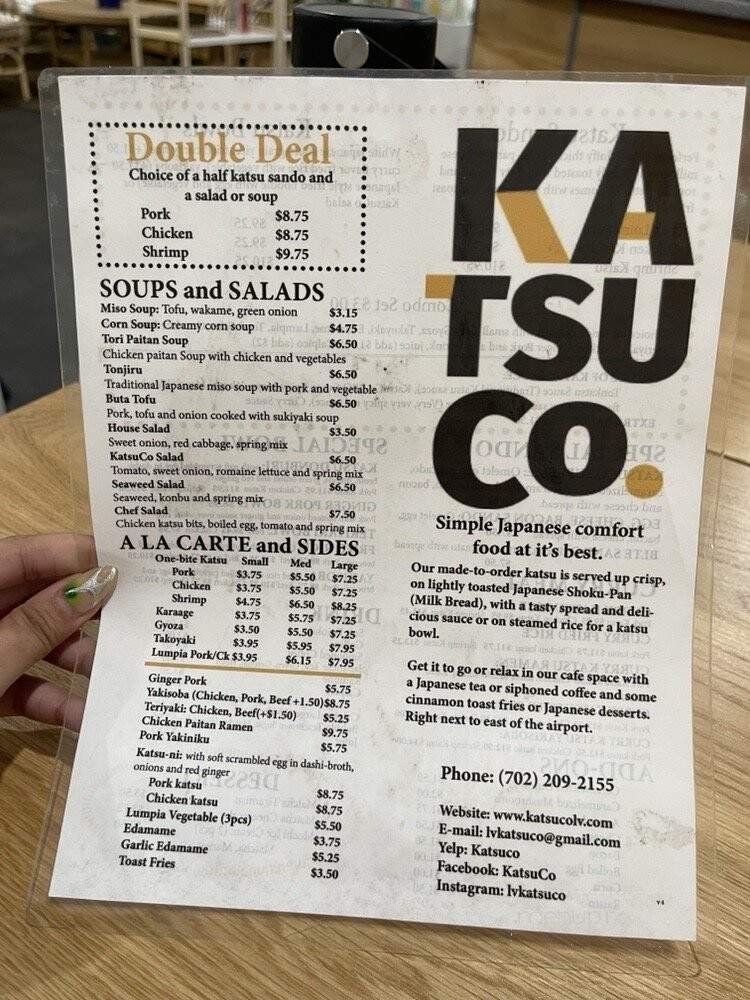 Double Deal
Choice of a half katsu sando and
a salad or soup
Pork $8.75
Chicken $8.75
Shrimp $9.75
SOUPS and SALADS
Miso Soup: Tofu, wakame, green onion $3.15
Corn Soup: Creamy corn soup $4.75
Tori Paitan Soup $6.50
Chicken paitan Soup with chicken and vegetables
Tonjiru $6.50
Traditional Japanese miso soup with pork and vegetable
Buta Tofu $6.50
Pork, tofu and onion cooked with sukiyaki soup
House Salad $3.50
Sweet onion, red cabbage, spring mix
KatsuCo Salad $6.50
Tomato, sweet onion, romaine lettuce and spring mix
Seaweed Salad $6.50
Seaweed, konbu and spring mix
Chef Salad $7.50
Chicken katsu bits, boiled egg, tomato and spring mix
A LA CARTE and SIDES
One-bite Katsu Small Med Large
Pork $3.75 $5.50 $7.25
Chicken $3.75 $5.50 $7.25
Shrimp $4.75 $6.50 $8.25
Karaage $3.75 $5.75 $7.25
Gyoza $3.50 $5.50 $7.25
Takoyaki $3.95 $5.95 $7.95
Lumpia Pork/Ck $3.95 $6.15 $7.95
Ginger Pork $5.75
Yakisoba (Chicken, Pork, Beef +1.50) $8.75
Teriyaki: Chicken, Beef(+$1.50) $5.25
Chicken Paitan Ramen $9.75
Pork Yakiniku $5.75
Katsu-ni: with soft scrambled egg in dashi-broth,
onions and red ginger
Pork katsu $8.75
Chicken katsu $8.75
Lumpia Vegetable (3pcs) $5.50
Edamame $3.75
Garlic Edamame $5.25
Toast Fries $3.50
KA
TSU
CO.
Simple Japanese comfort
food at it's best.
Our made-to-order katsu is served up crisp,
on lightly toasted Japanese Shoku-Pan
(Milk Bread), with a tasty spread and deli-
cious sauce or on steamed rice for a katsu
bowl.
Get it to go or relax in our cafe space with
a Japanese tea or siphoned coffee and some
cinnamon toast fries or Japanese desserts.
Right next to east of the airport.
Phone: (702) 209-2155
Website: www.katsucolv.com
E-mail: lvkatsuco@gmail.com
Yelp: Katsuco
Facebook: KatsuCo
Instagram: lvkatsuco
v4